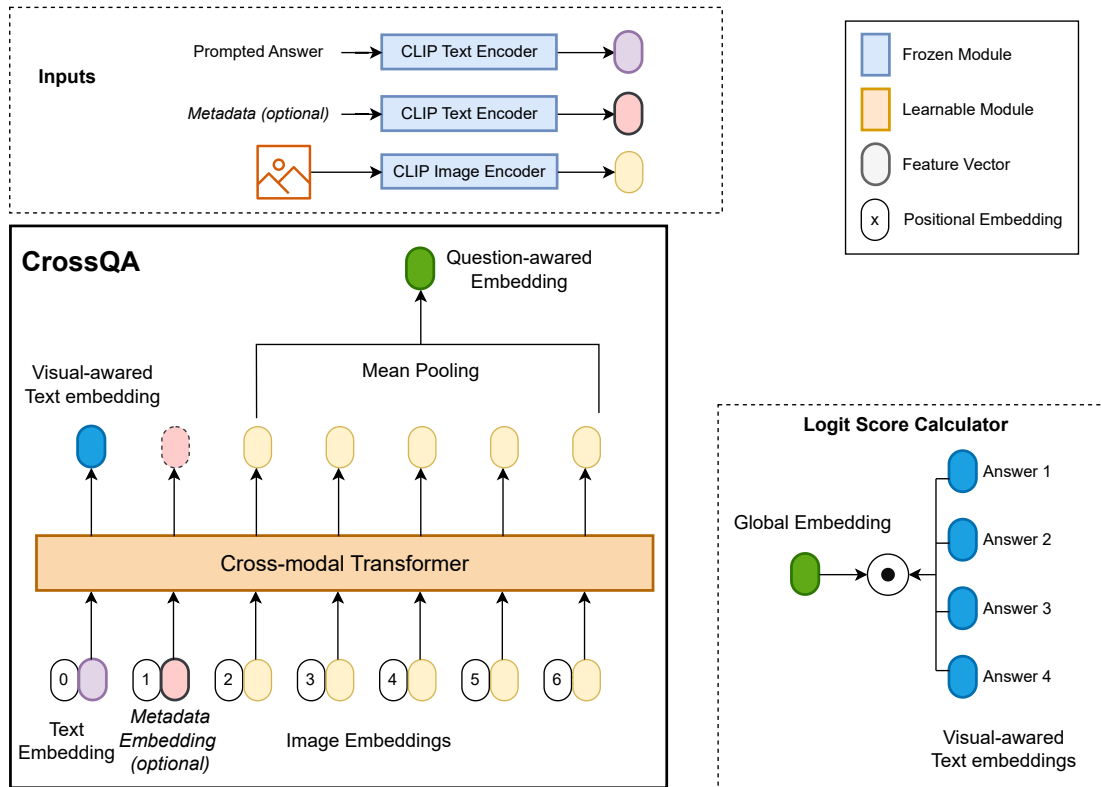 Inputs
Prompted Answer
CLIP Text Encoder
Metadata (optional)
CLIP Text Encoder
CLIP Image Encoder
Frozen Module
Learnable Module
Feature Vector
x
Positional Embedding
CrossQA
Question-awared
Embedding
Mean Pooling
Visual-awared
Text embedding
Cross-modal Transformer
0
1
2
3
4
5
6
Text
Embedding
Metadata
Embedding
(optional)
Image Embeddings
Logit Score Calculator
Global Embedding
Answer 1
Answer 2
Answer 3
Answer 4
Visual-awared
Text embeddings